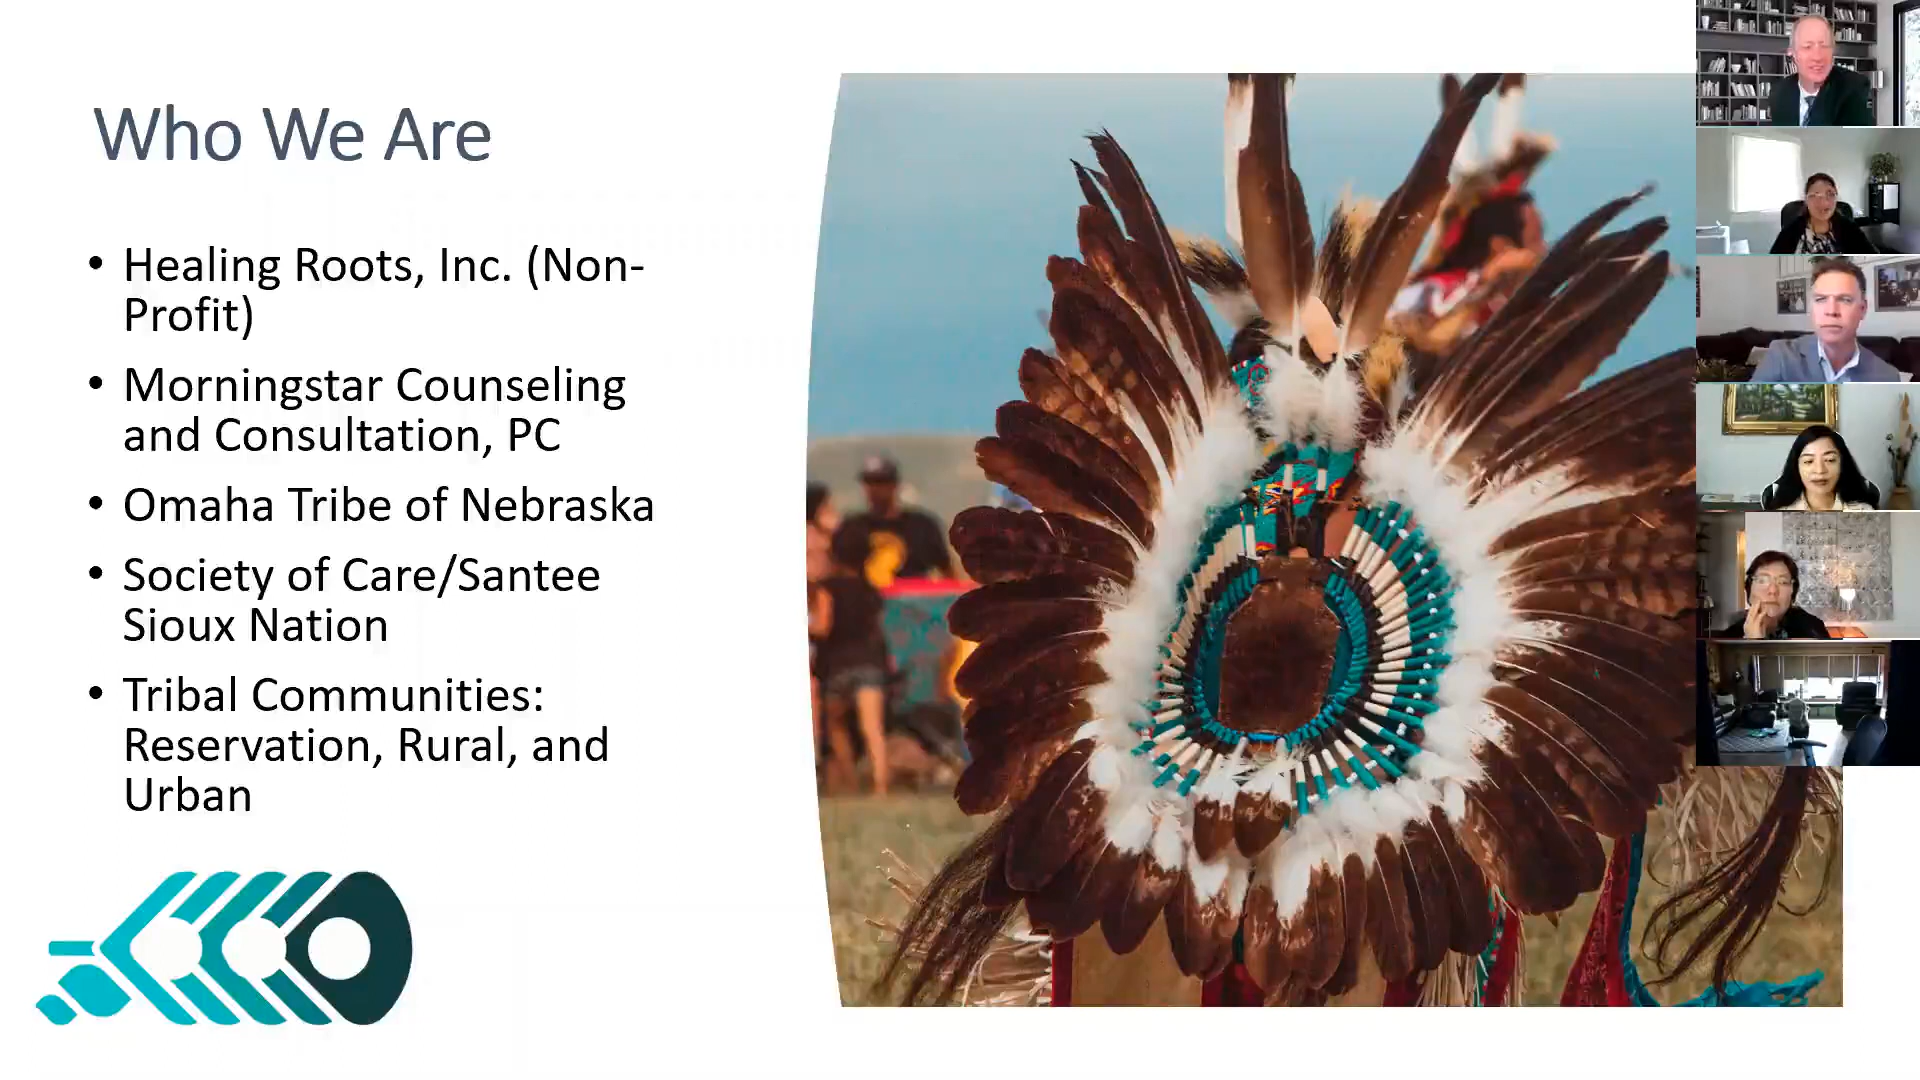 Who We Are
• Healing Roots, Inc. (Non-
Profit)
• Morningstar Counseling
and Consultation, PC
• Omaha Tribe of Nebraska
• Society of Care/Santee
Sioux Nation
• Tribal Communities:
Reservation, Rural, and
Urban